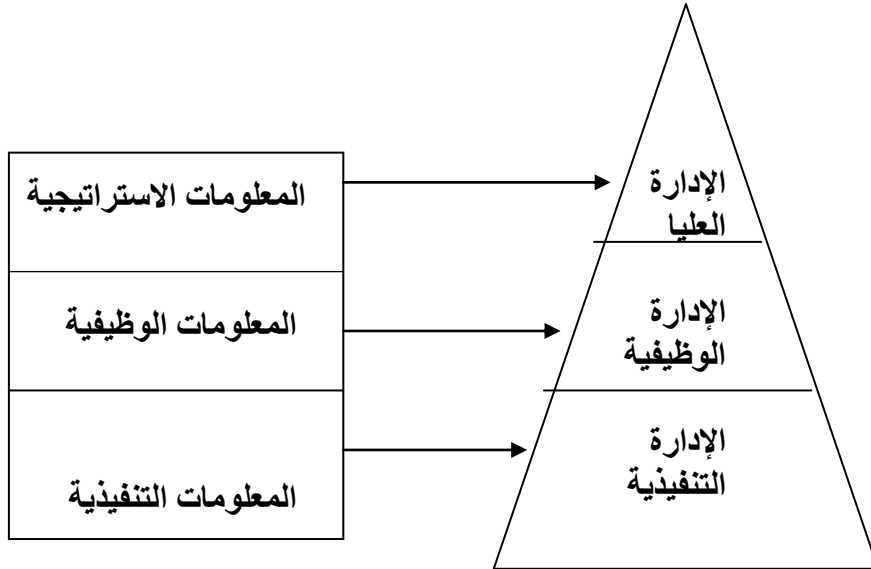 الإدارة
العليا
المعلومات الاستراتيجية
الإدارة
الوظيفية
المعلومات الوظيفية
الإدارة
التنفيذية
المعلومات التنفيذية